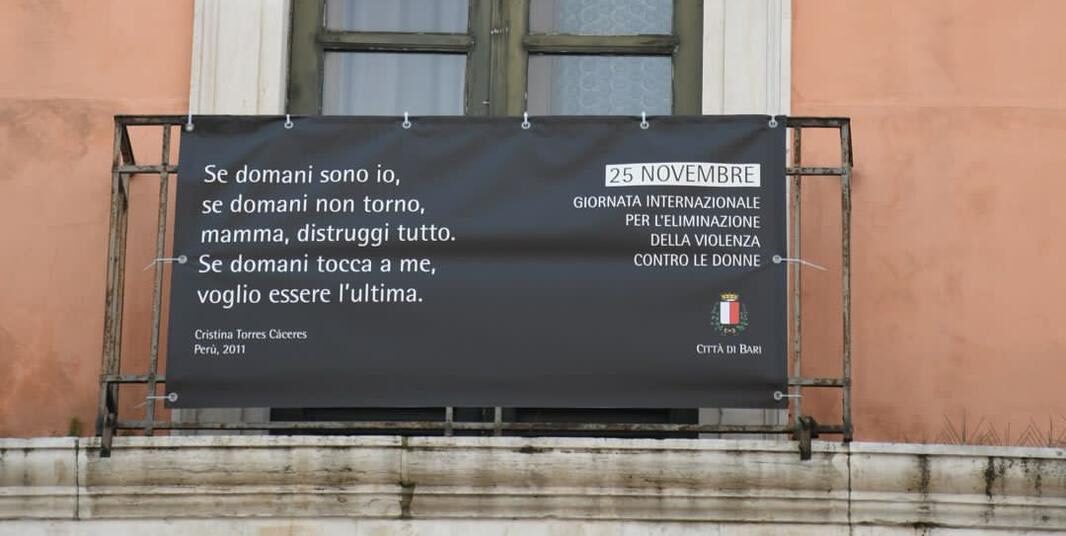 Se domani sono io,
se domani non torno,
mamma, distruggi tutto.
Se domani tocca a me,
voglio essere l'ultima.
Cristina Torres Càceres
Perù, 2011
25 NOVEMBRE
GIORNATA INTERNAZIONALE
PER L'ELIMINAZIONE
DELLA VIOLENZA
CONTRO LE DONNE
CITTÀ DI BARI